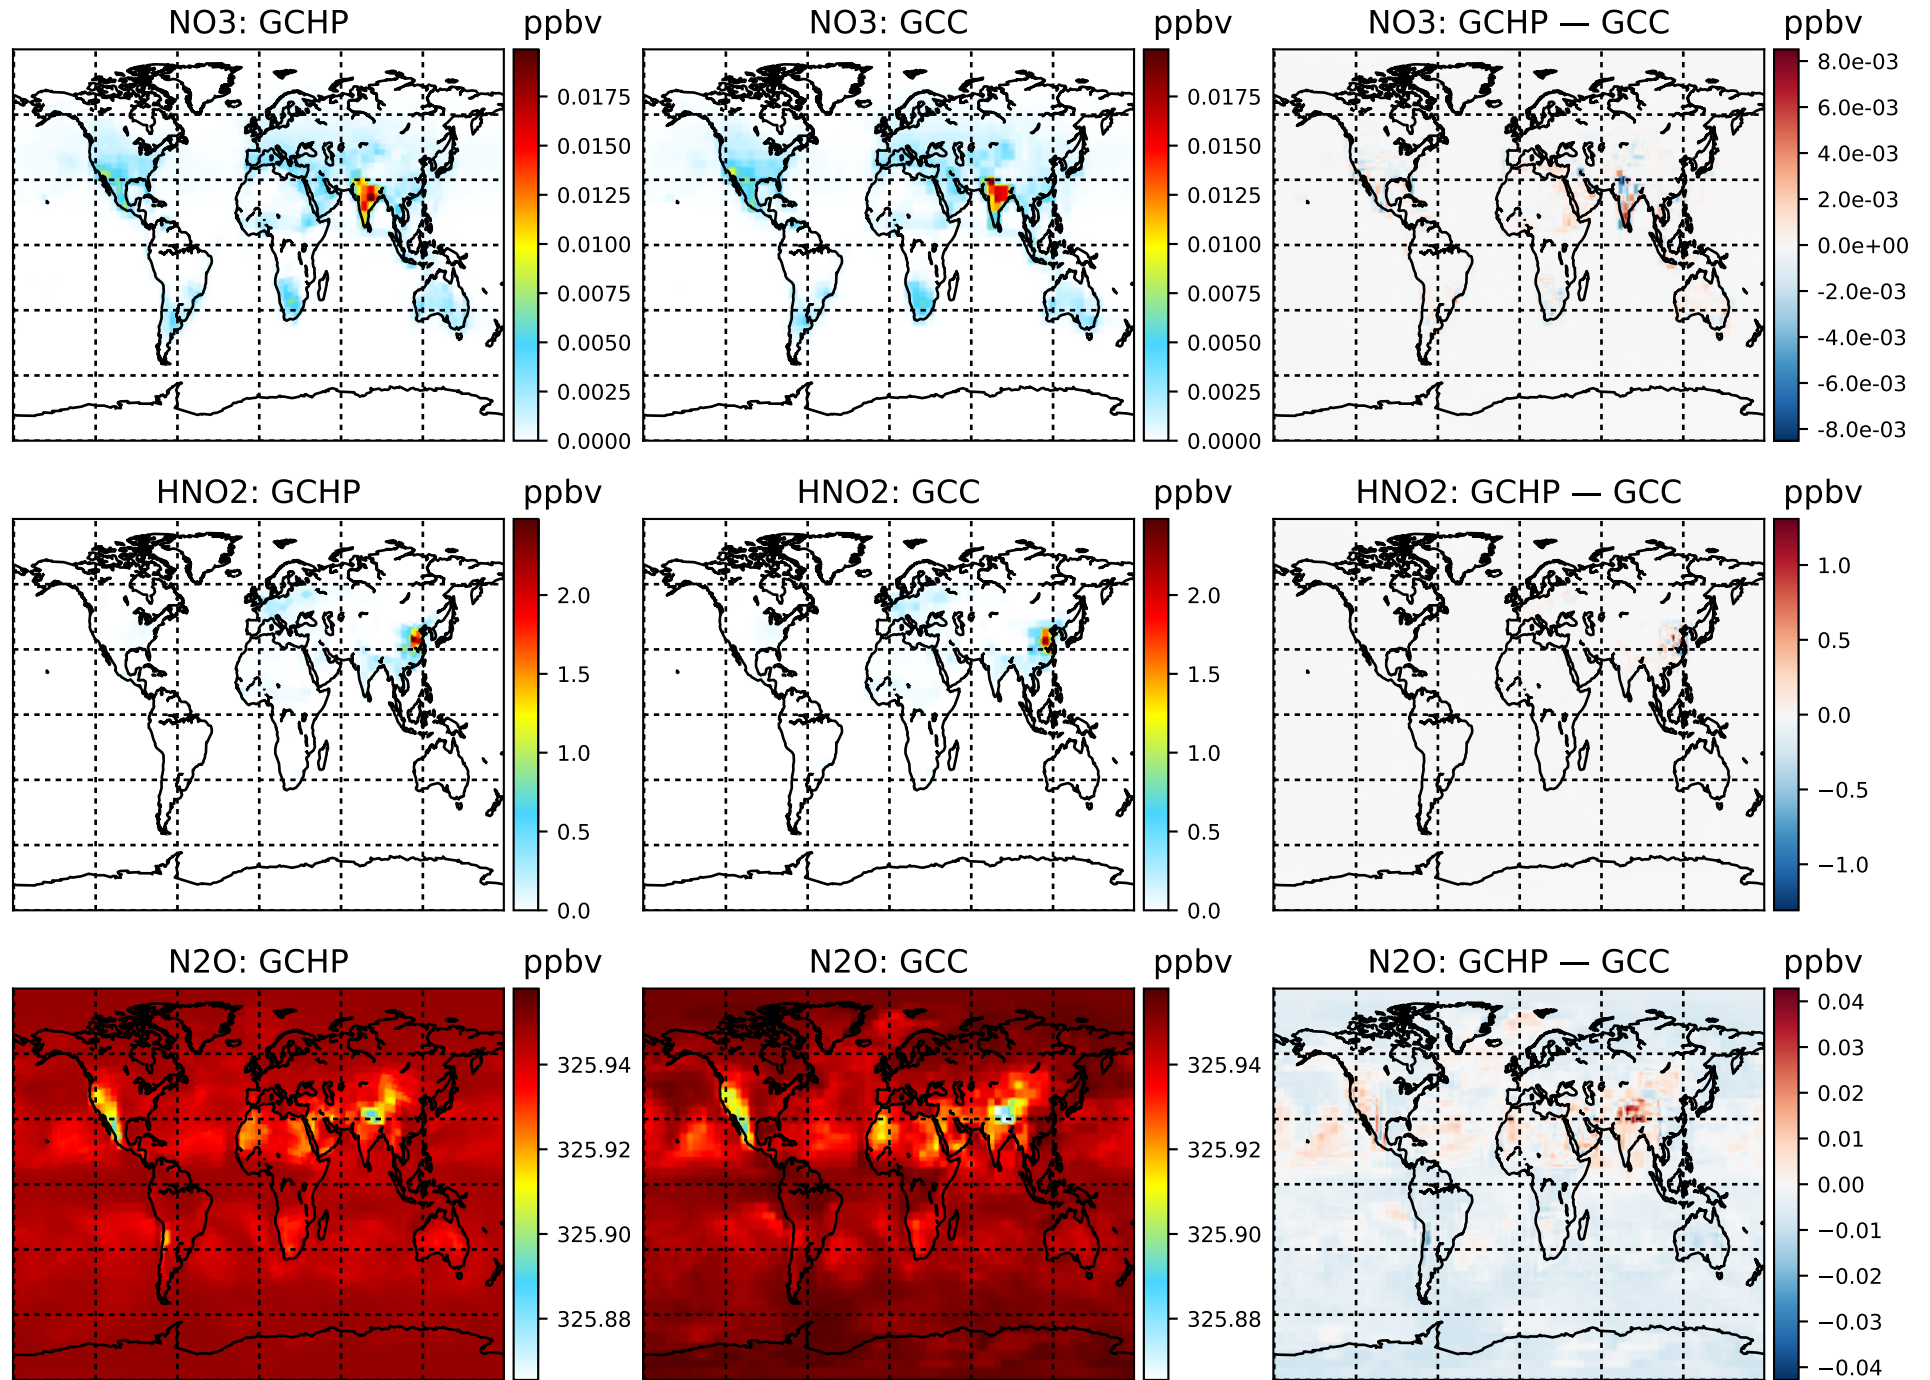 NO3: GCHP
ppbv
NO3: GCC
ppbv
NO3: GCHP — GCC
ppbv
0.0175
0.0150
0.0125
0.0100
0.0075
0.0050
0.0025
0.0000
0.0175
0.0150
0.0125
0.0100
0.0075
0.0050
0.0025
0.0000
8.0e-03
6.0e-03
4.0e-03
2.0e-03
0.0e+00
-2.0e-03
-4.0e-03
-6.0e-03
-8.0e-03
HNO2: GCHP
ppbv
HNO2: GCC
ppbv
HNO2: GCHP — GCC
ppbv
2.0
1.5
1.0
0.5
0.0
2.0
1.5
1.0
0.5
0.0
1.0
0.5
0.0
−0.5
−1.0
N2O: GCHP
ppbv
N2O: GCC
ppbv
N2O: GCHP — GCC
ppbv
325.94
325.92
325.90
325.88
325.94
325.92
325.90
325.88
0.04
0.03
0.02
0.01
0.00
−0.01
−0.02
−0.03
−0.04